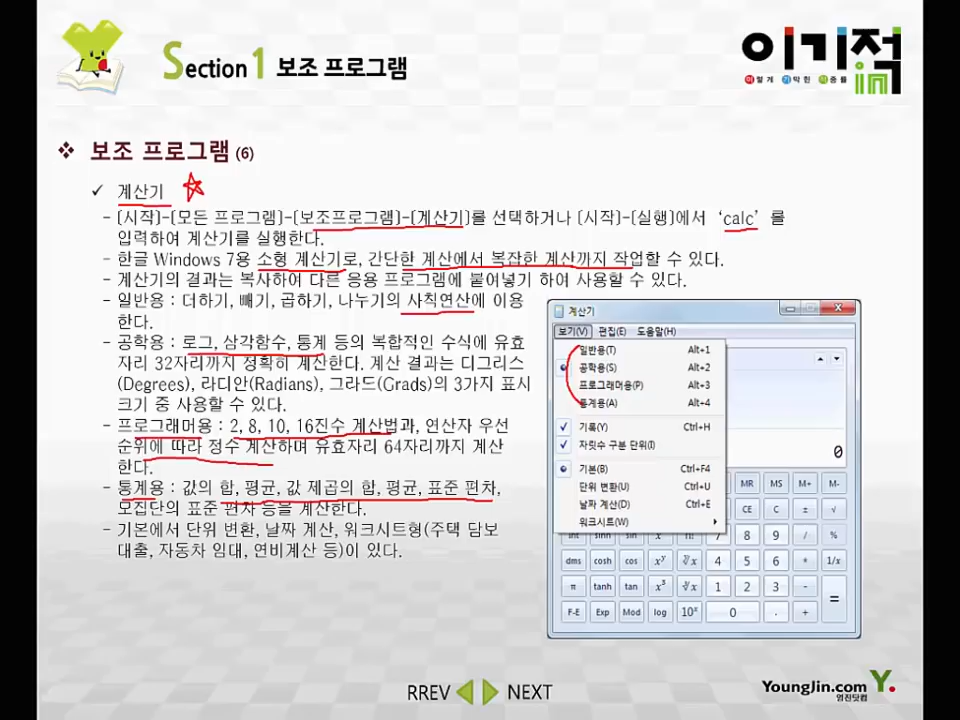 Section 1 보조 프로그램
이기적 in
이렇게 기막힌 적중률
❖ 보조 프로그램 (6)
✓ 계산기
- [시작]-[모든 프로그램]-[보조프로그램]-[계산기]를 선택하거나 [시작]-[실행]에서 ‘calc’를
입력하여 계산기를 실행한다.
- 한글 Windows 7용 소형 계산기로, 간단한 계산에서 복잡한 계산까지 작업할 수 있다.
- 계산기의 결과는 복사하여 다른 응용 프로그램에 붙여넣기 하여 사용할 수 있다.
- 일반용 : 더하기, 빼기, 곱하기, 나누기의 사칙연산에 이용
한다.
- 공학용 : 로그, 삼각함수, 통계 등의 복합적인 수식에 유효
자리 32자리까지 정확히 계산한다. 계산 결과는 디그리스
(Degrees), 라디안(Radians), 그라드(Grads)의 3가지 표시
크기 중 사용할 수 있다.
- 프로그래머용 : 2, 8, 10, 16진수 계산법과, 연산자 우선
순위에 따라 정수 계산하며 유효자리 64자리까지 계산
한다.
- 통계용 : 값의 합, 평균, 값 제곱의 합, 평균, 표준 편차,
모집단의 표준 편차 등을 계산한다.
- 기본에서 단위 변환, 날짜 계산, 워크시트형(주택 담보
대출, 자동차 임대, 연비계산 등)이 있다.
계산기
보기(V) 편집(E) 도움말(H)
일반용(T) Alt+1
공학용(S) Alt+2
프로그래머용(P) Alt+3
통계용(A) Alt+4
기록(Y) Ctrl+H
자릿수 구분 단위(I)
기본(B) Ctrl+F4
단위 변환(U) Ctrl+U
날짜 계산(D) Ctrl+E
워크시트(W)
0
MR MS M+ M-
CE C ± √
7 8 9 / %
dms cosh cos xʸ ʸ√x 4 5 6 * 1/x
π tanh tan x³ ³√x 1 2 3 - =
F-E Exp Mod log 10ˣ 0 . +
RREV NEXT
YoungJin.com Y.
영진닷컴